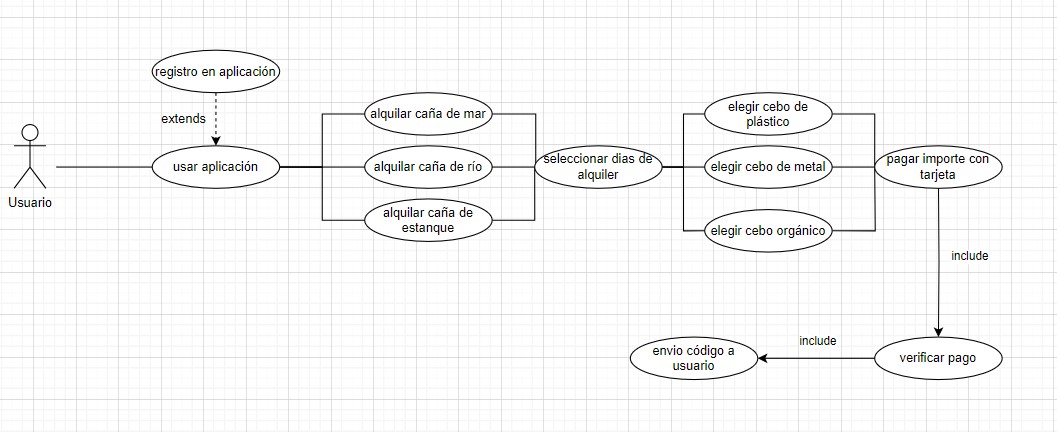 registro en aplicación
extends
Usuario
usar aplicación
alquilar caña de mar
alquilar caña de río
alquilar caña de
estanque
seleccionar dias de
alquiler
elegir cebo de
plástico
elegir cebo de metal
elegir cebo orgánico
pagar importe con
tarjeta
include
verificar pago
include
envio código a
usuario